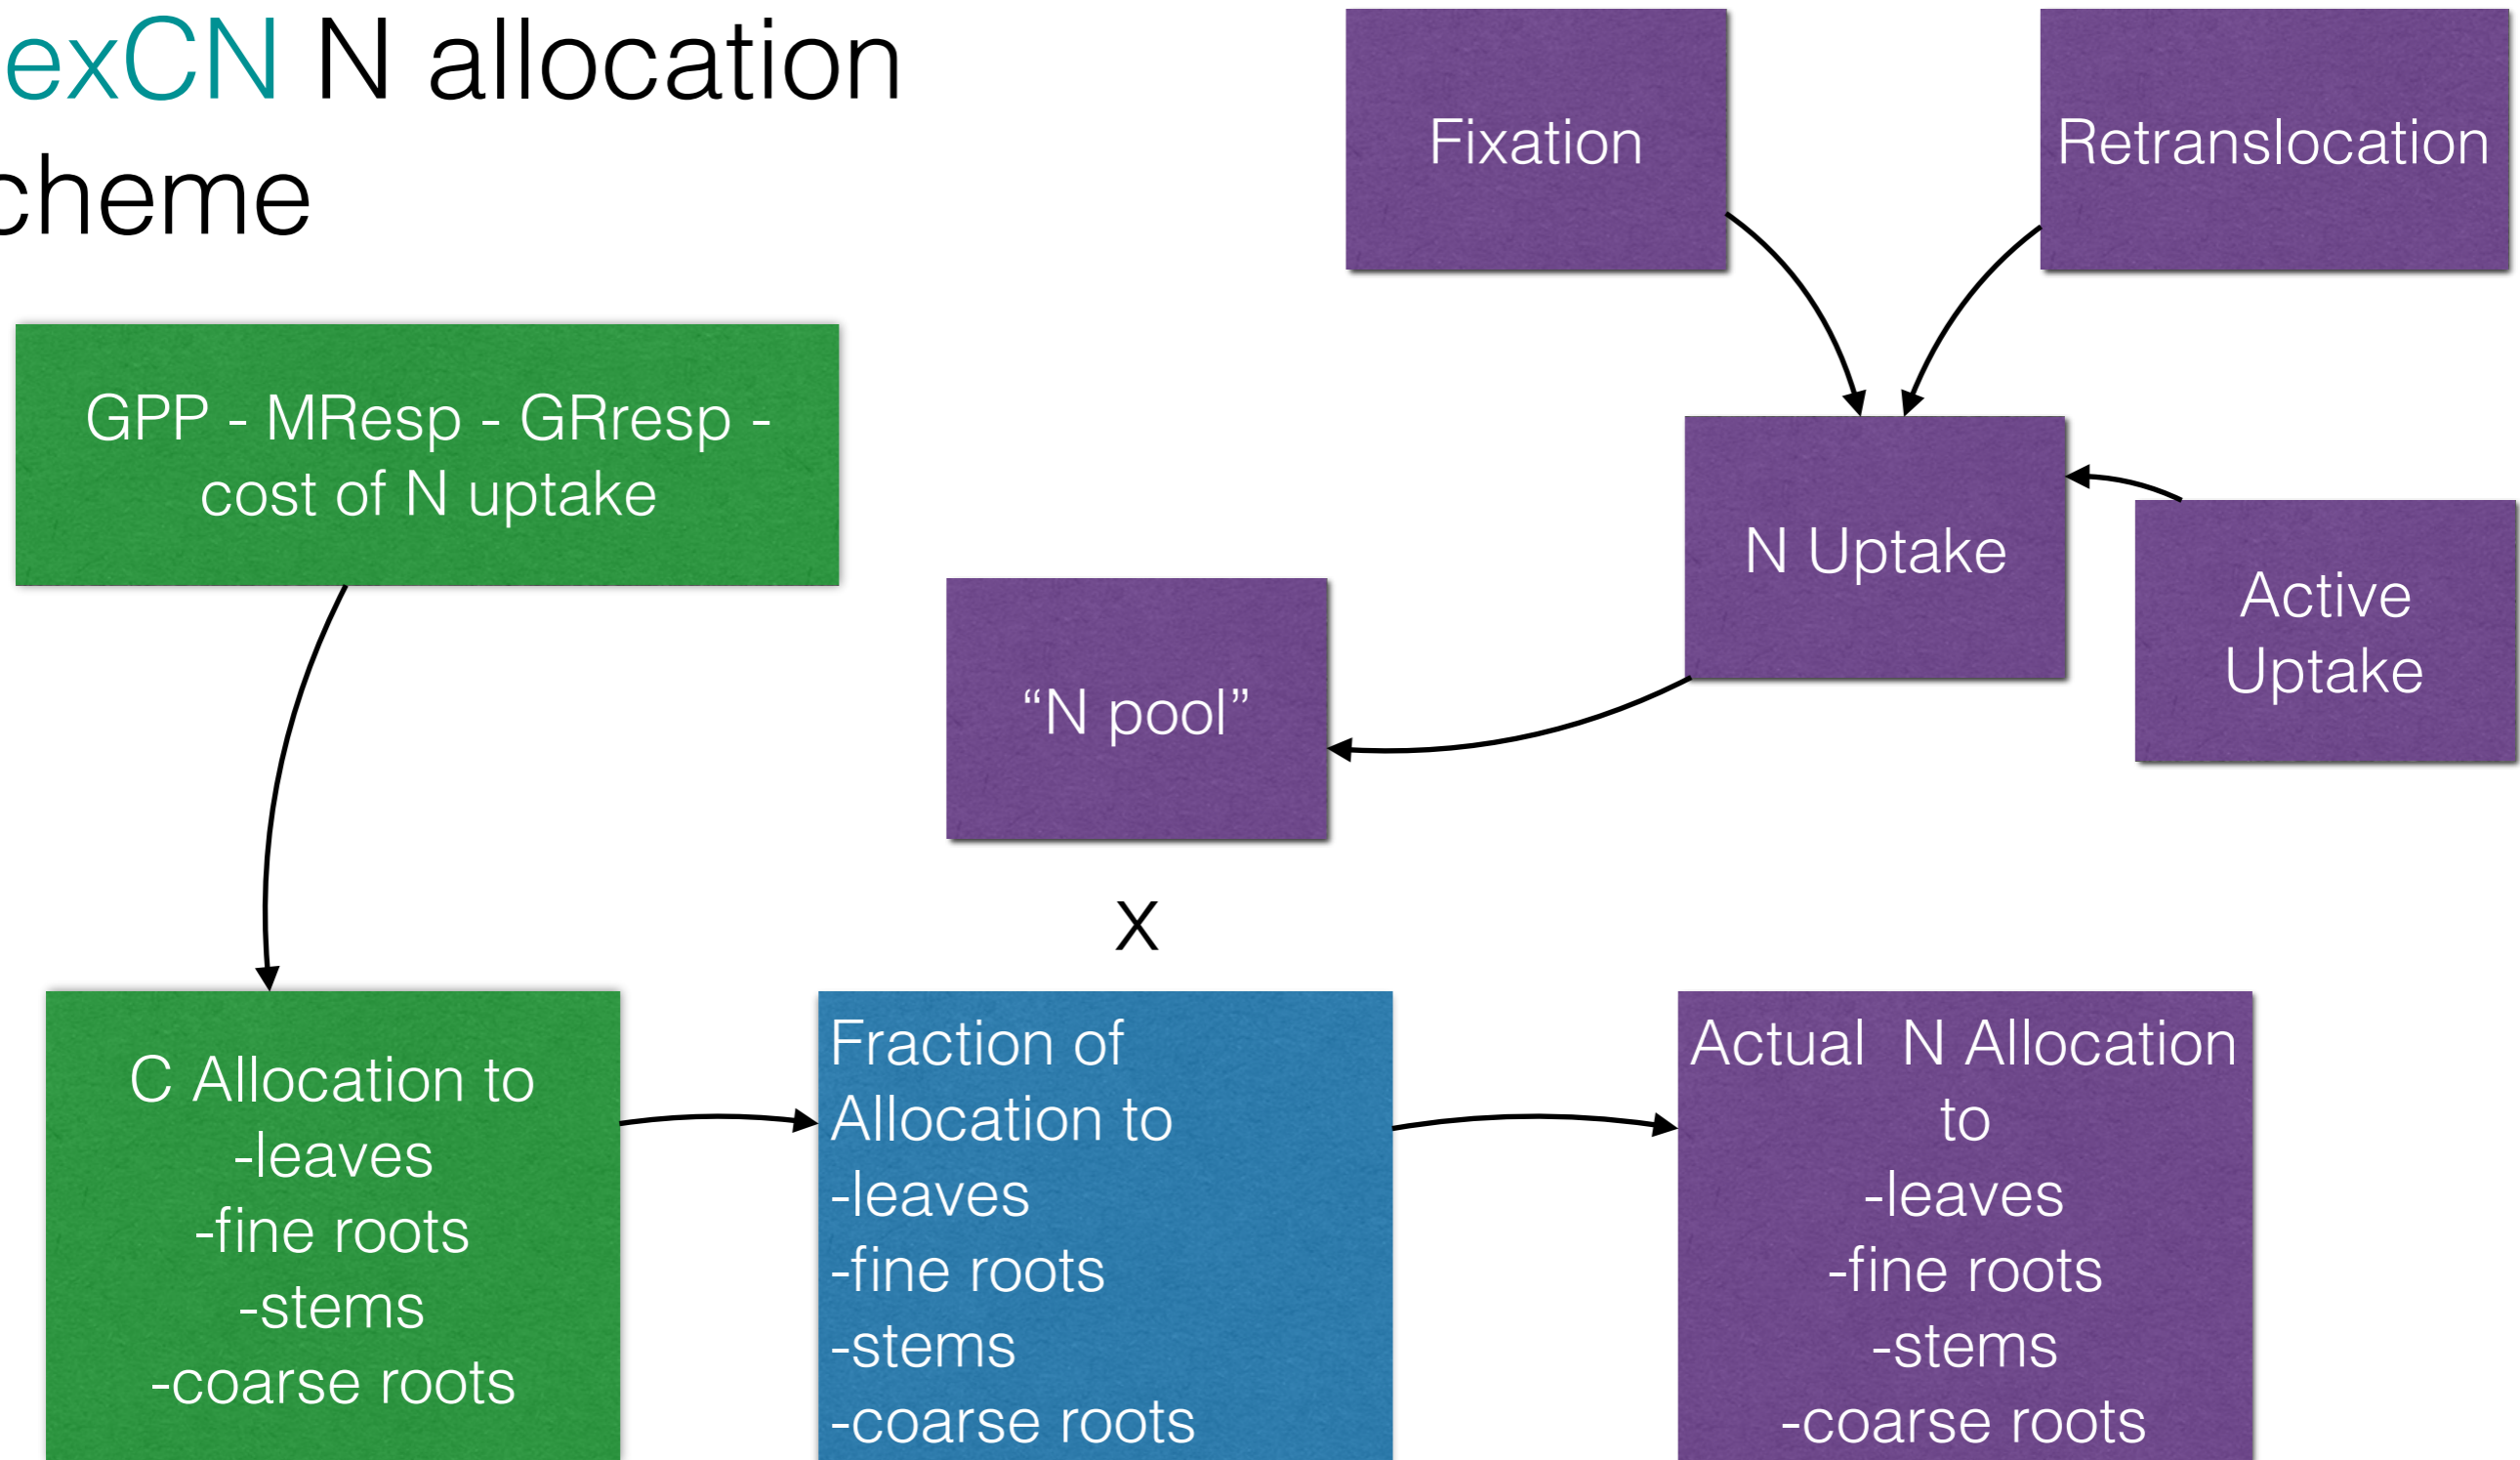 exCN N allocation
cheme
Fixation
Retranslocation
GPP - MResp - GRresp -
cost of N uptake
N Uptake
Active
Uptake
“N pool”
X
C Allocation to
-leaves
-fine roots
-stems
-coarse roots
Fraction of
Allocation to
-leaves
-fine roots
-stems
-coarse roots
Actual  N Allocation
to
-leaves
-fine roots
-stems
-coarse roots